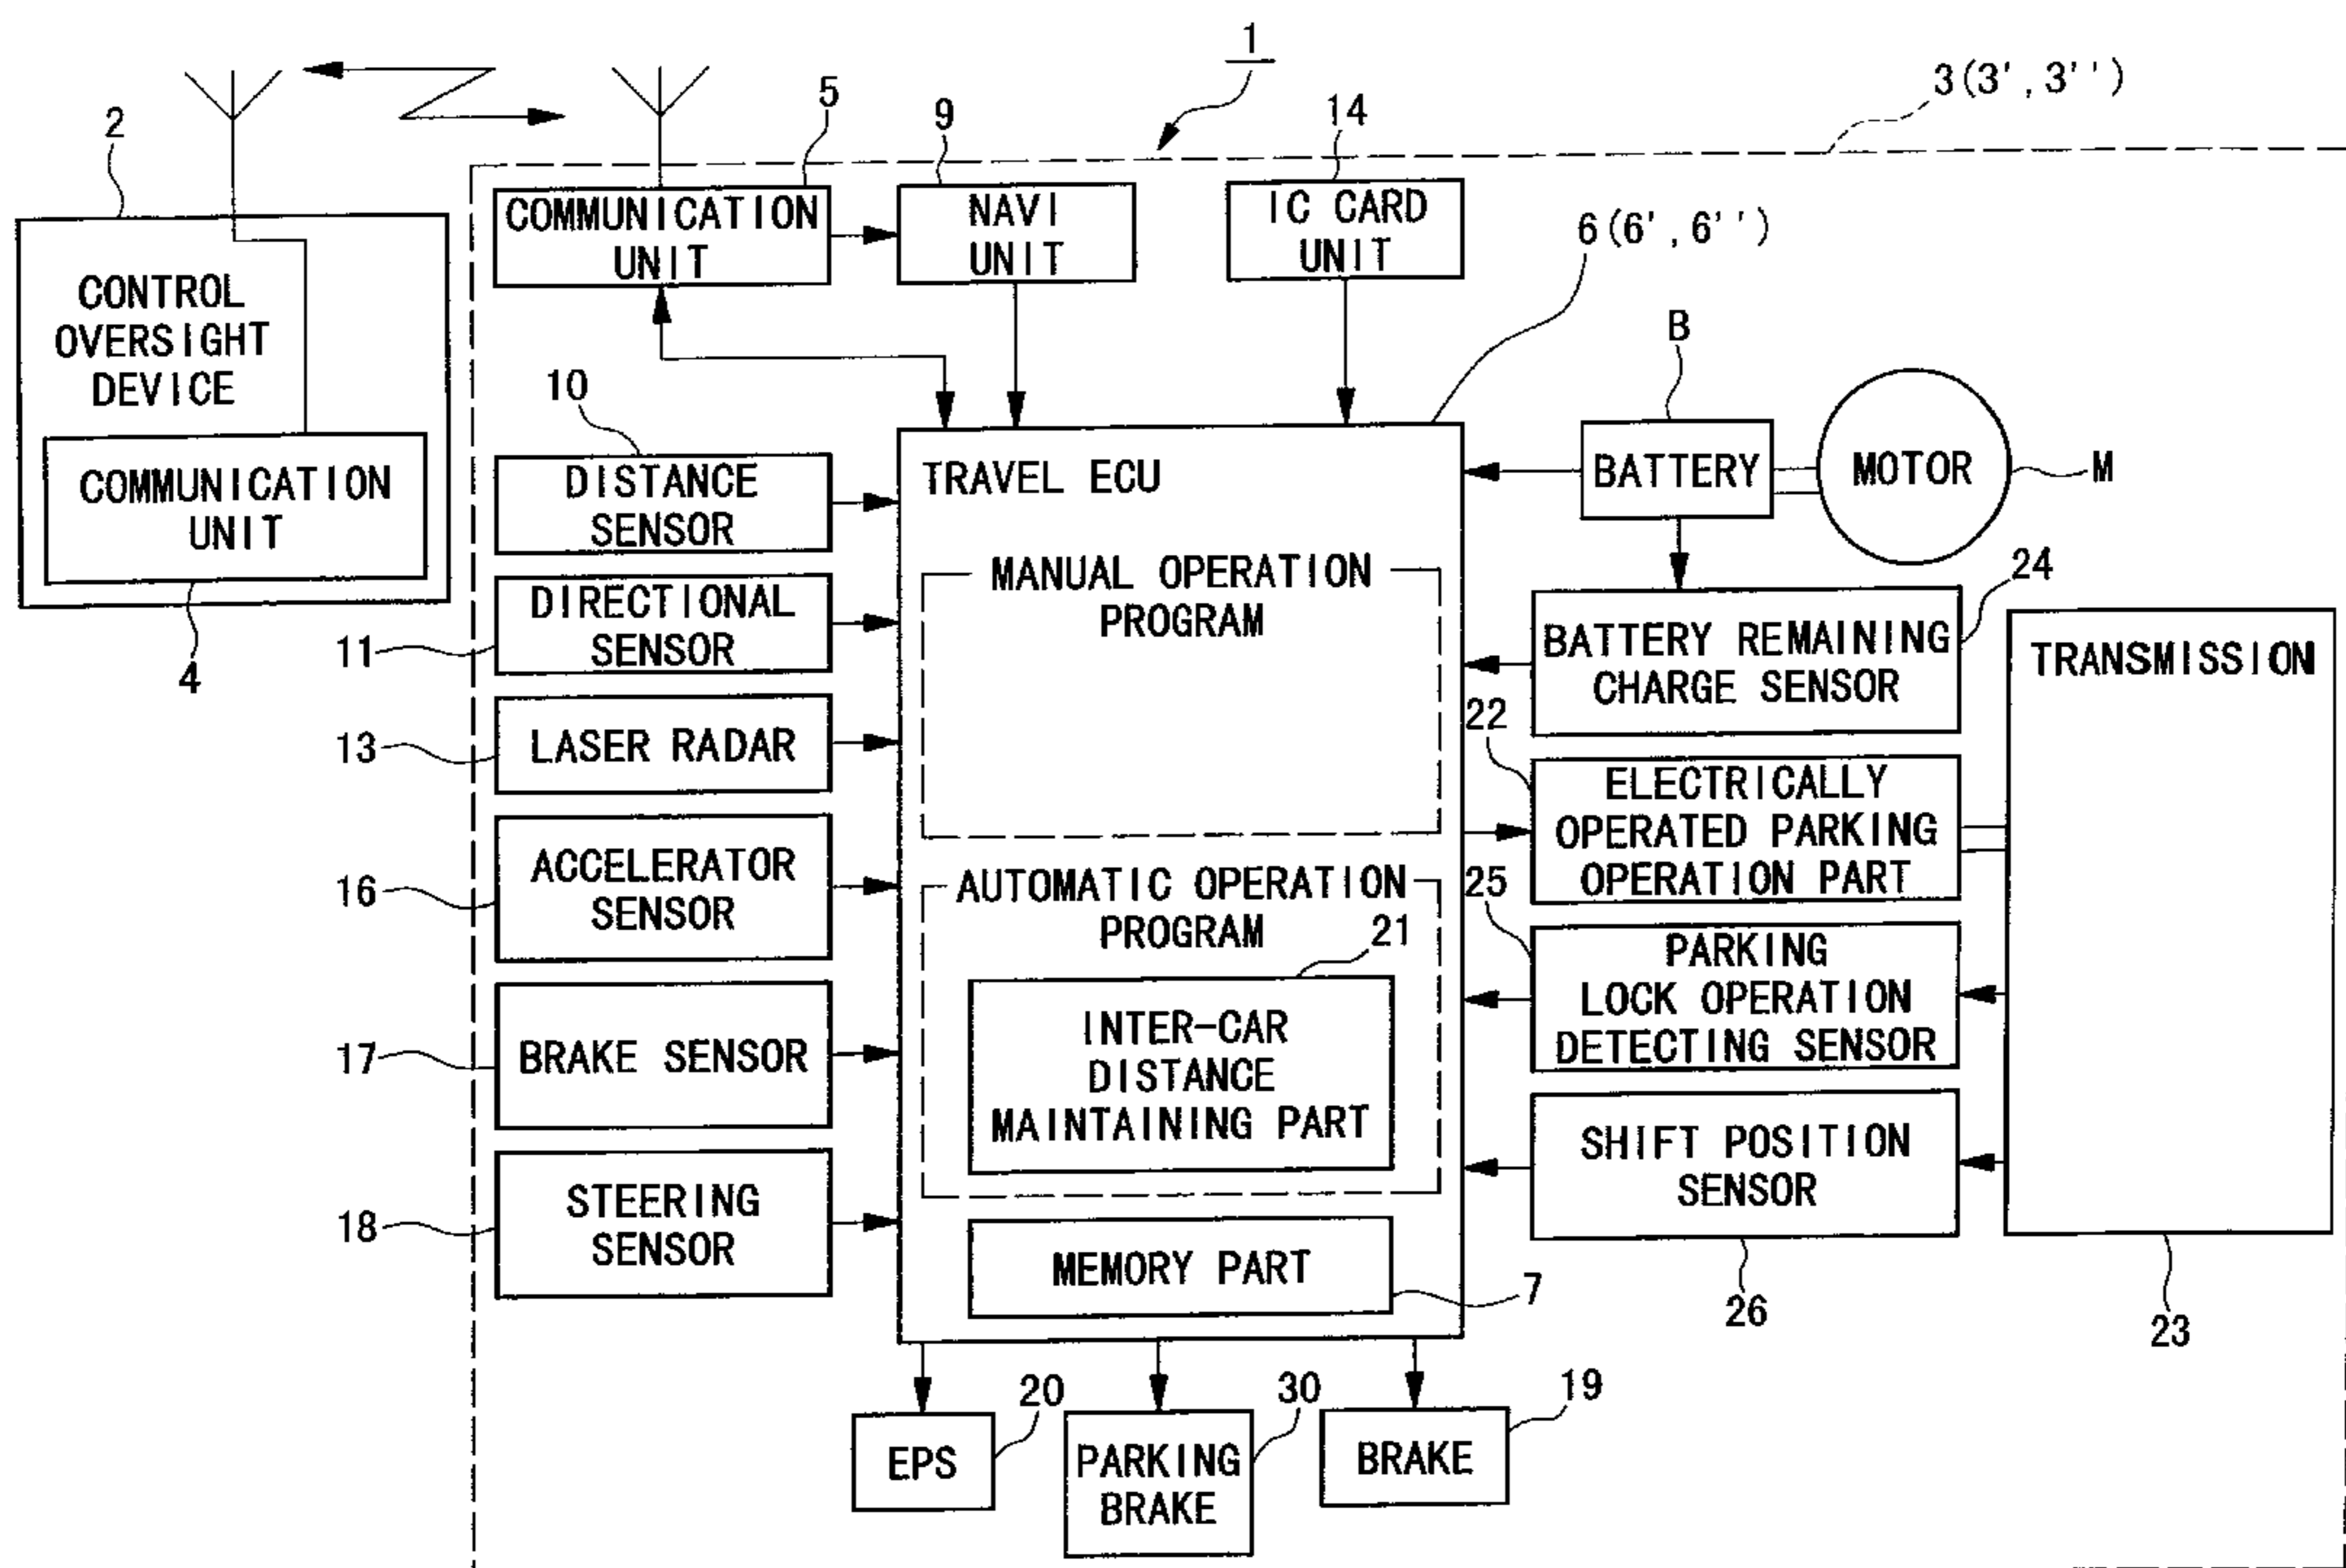 1
3(3',3'')
2
5
9
14
COMMUNICATION
UNIT
NAVI
UNIT
IC CARD
UNIT
6(6',6'')
CONTROL
OVERSIGHT
DEVICE
COMMUNICATION
UNIT
4
10
DISTANCE
SENSOR
DIRECTIONAL
SENSOR
11
LASER RADAR
13
ACCELERATOR
SENSOR
16
BRAKE SENSOR
17
STEERING
SENSOR
18
TRAVEL ECU
MANUAL OPERATION
PROGRAM
AUTOMATIC OPERATION
PROGRAM
21
INTER-CAR
DISTANCE
MAINTAINING PART
MEMORY PART
7
B
BATTERY
MOTOR
M
24
BATTERY REMAINING
CHARGE SENSOR
22
ELECTRICALLY
OPERATED PARKING
OPERATION PART
25
PARKING
LOCK OPERATION
DETECTING SENSOR
SHIFT POSITION
SENSOR
26
TRANSMISSION
23
EPS
20
PARKING
BRAKE
30
BRAKE
19